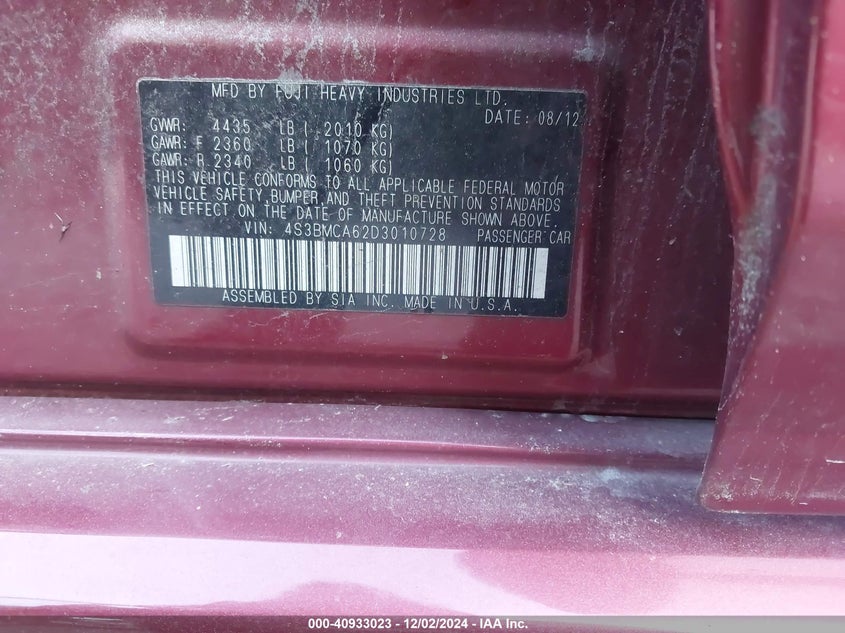 MFD BY FUJI HEAVY INDUSTRIES LTD.
DATE: 08/12
GVWR: 4435 LB ( 2010 KG)
GAWR: F 2360 LB ( 1070 KG)
GAWR: R 2340 LB ( 1060 KG)
THIS VEHICLE CONFORMS TO ALL APPLICABLE FEDERAL MOTOR
VEHICLE SAFETY, BUMPER, AND THEFT PREVENTION STANDARDS
IN EFFECT ON THE DATE OF MANUFACTURE SHOWN ABOVE.
VIN: 4S3BMCA62D3010728 PASSENGER CAR
ASSEMBLED BY SIA INC. MADE IN U.S.A.
000-40933023 - 12/02/2024 - IAA Inc.